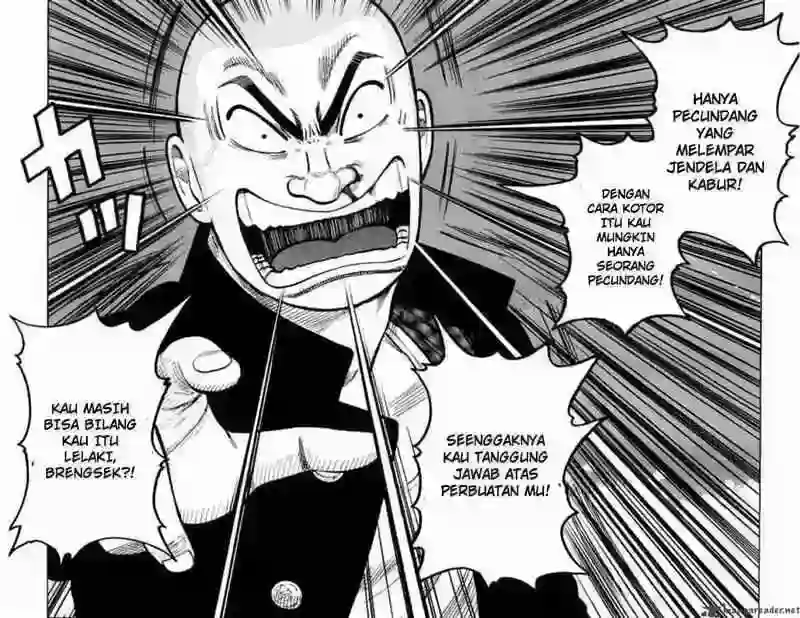 HANYA
PECUNDANG
YANG
MELEMPAR
JENDELA DAN
KABUR!
DENGAN
CARA KOTOR
ITU KAU
MUNGKIN
HANYA
SEORANG
PECUNDANG!
SEENGGAKNYA
KAU TANGGUNG
JAWAB ATAS
PERBUATAN MU!
KAU MASIH
BISA BILANG
KAU ITU
LELAKI,
BRENGSEK?!
カッ!!